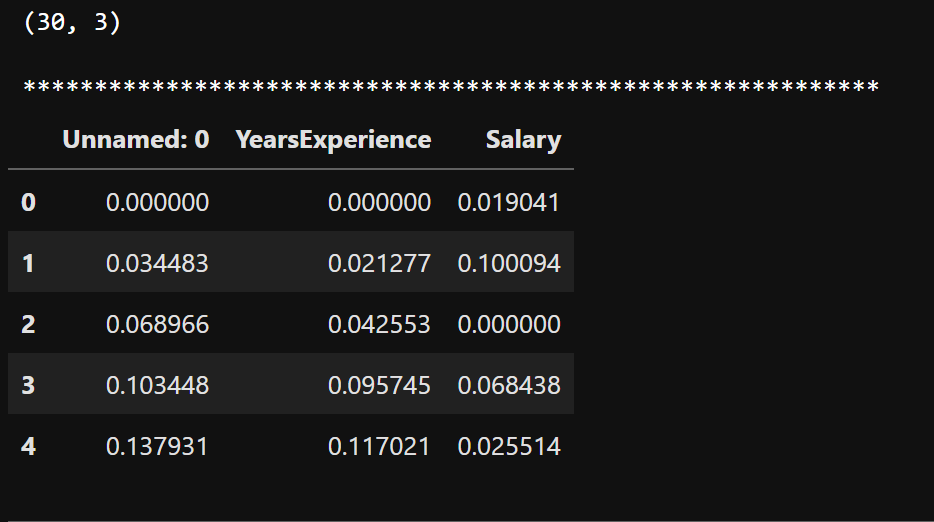 (30, 3)
************************************************************
Unnamed: 0 YearsExperience Salary
0 0.000000 0.000000 0.019041
1 0.034483 0.021277 0.100094
2 0.068966 0.042553 0.000000
3 0.103448 0.095745 0.068438
4 0.137931 0.117021 0.025514